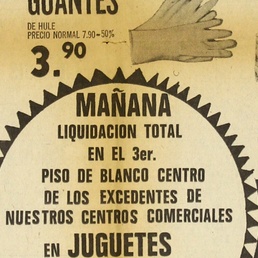 GUANTES
DE HULE
PRECIO NORMAL 7.90-50%
3.90
MAÑANA
LIQUIDACION TOTAL
EN EL 3er.
PISO DE BLANCO CENTRO
DE LOS EXCEDENTES DE
NUESTROS CENTROS COMERCIALES
EN JUGUETES